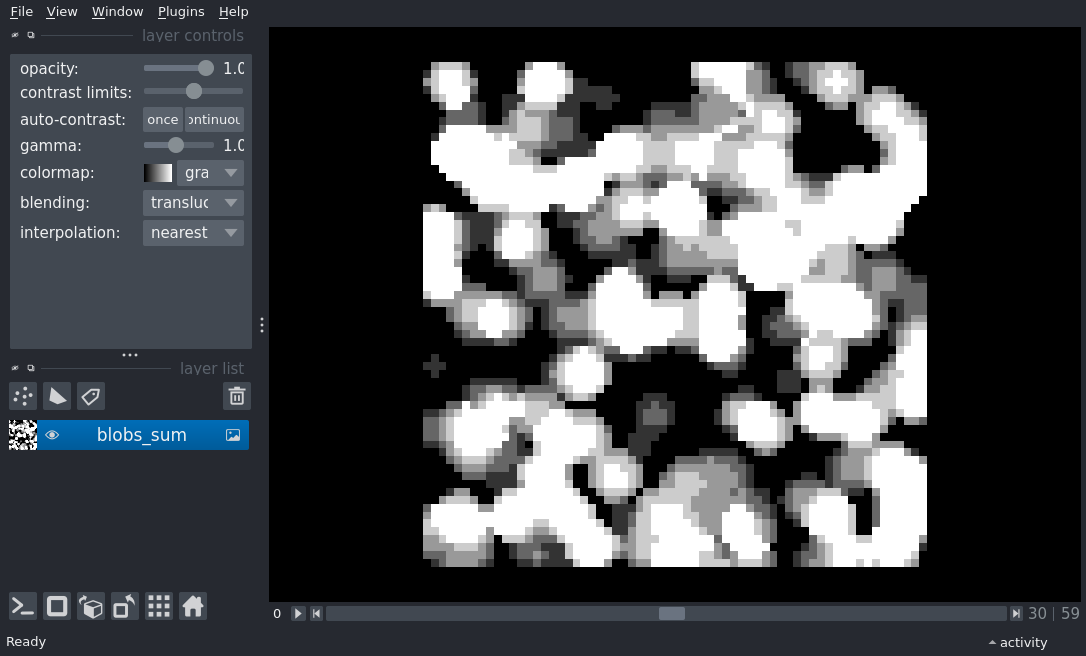 File View Window Plugins Help
layer controls
opacity: 1.0
contrast limits:
auto-contrast: once ontinuou
gamma: 1.0
colormap: gra
blending: transluc
interpolation: nearest
layer list
blobs_sum
0 30 | 59
Ready activity